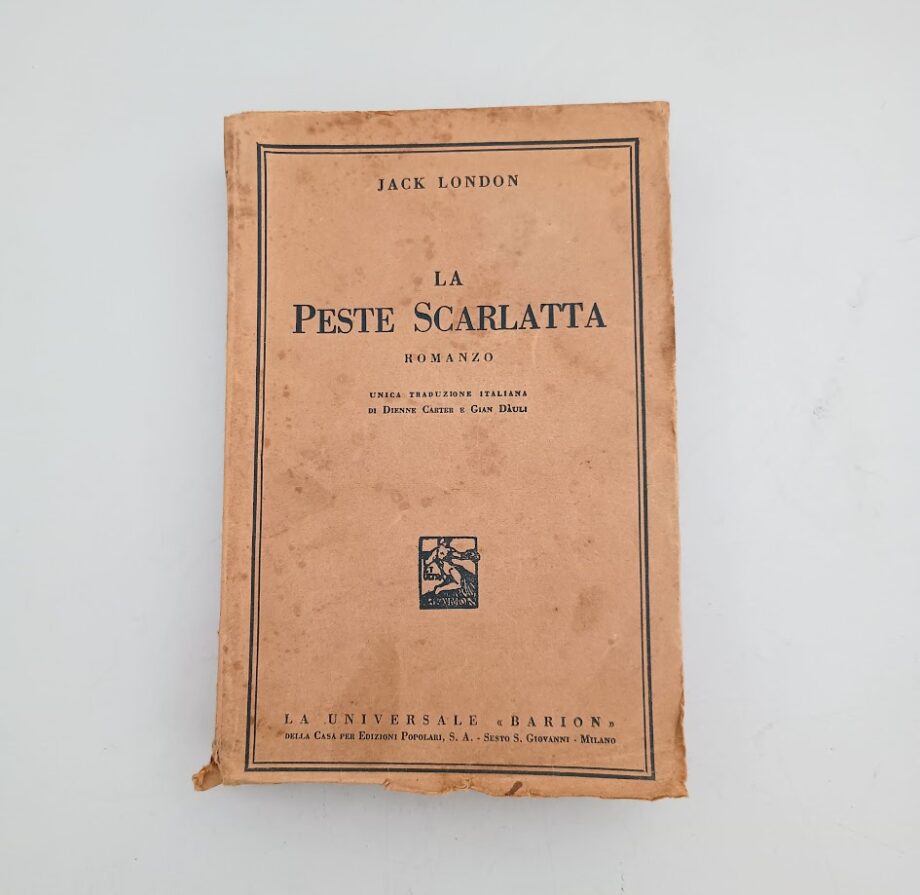 JACK LONDON
LA
PESTE SCARLATTA
ROMANZO
UNICA TRADUZIONE ITALIANA
DI DIENNE CARTER E GIAN DÀULI
BARION
LA UNIVERSALE « BARION »
DELLA CASA PER EDIZIONI POPOLARI, S. A. - SESTO S. GIOVANNI - MILANO